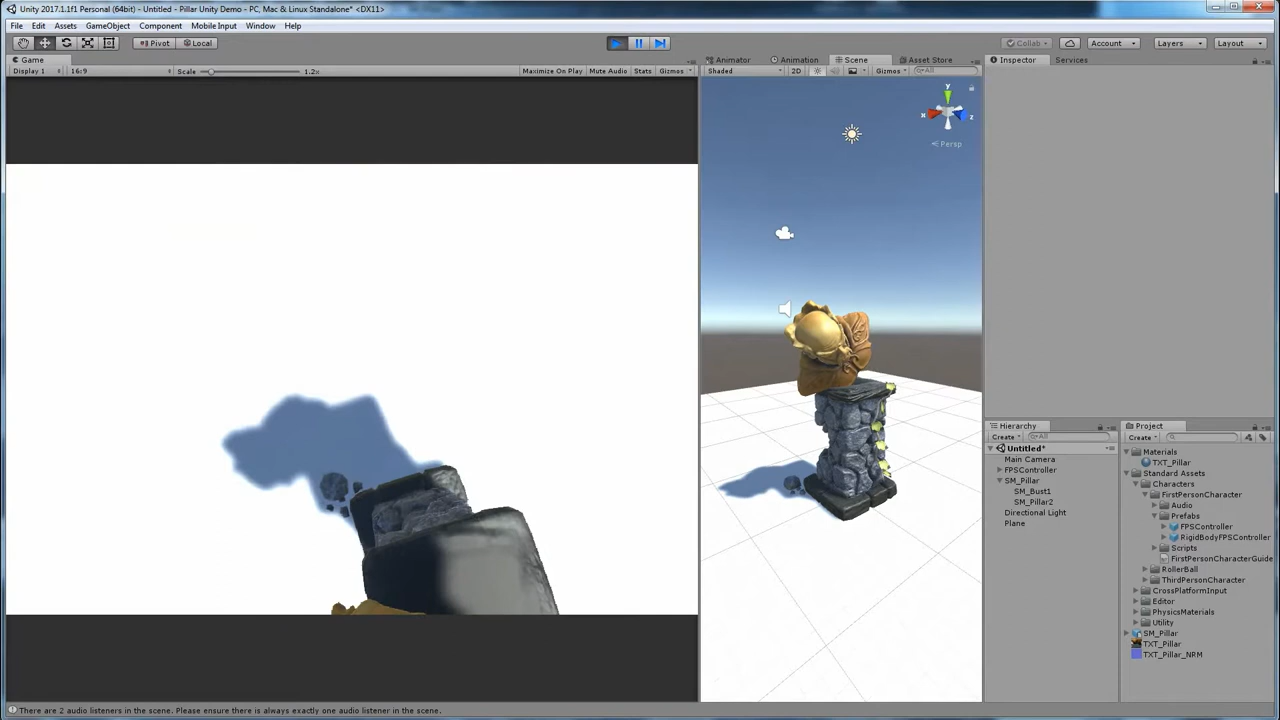 Unity 2017.1.1f1 Personal (64bit) - Untitled - Pillar Unity Demo - PC, Mac & Linux Standalone* <DX11>
File Edit Assets GameObject Component Mobile Input Window Help
Pivot Local Collab Account Layers Layout
Game Animator Animation Scene Asset Store Inspector Services
Display 1 16:9 Scale 1.2x Maximize On Play Mute Audio Stats Gizmos Shaded 2D Gizmos All
y
x z
Persp
Hierarchy Project
Create All Create
Untitled*
Main Camera
FPSController
SM_Pillar
SM_Bust1
SM_Pillar2
Directional Light
Plane
Materials
TXT_Pillar
Standard Assets
Characters
FirstPersonCharacter
Audio
Prefabs
FPSController
RigidBodyFPSController
Scripts
FirstPersonCharacterGuide
RollerBall
ThirdPersonCharacter
CrossPlatformInput
Editor
PhysicsMaterials
Utility
SM_Pillar
TXT_Pillar
TXT_Pillar_NRM
There are 2 audio listeners in the scene. Please ensure there is always exactly one audio listener in the scene.